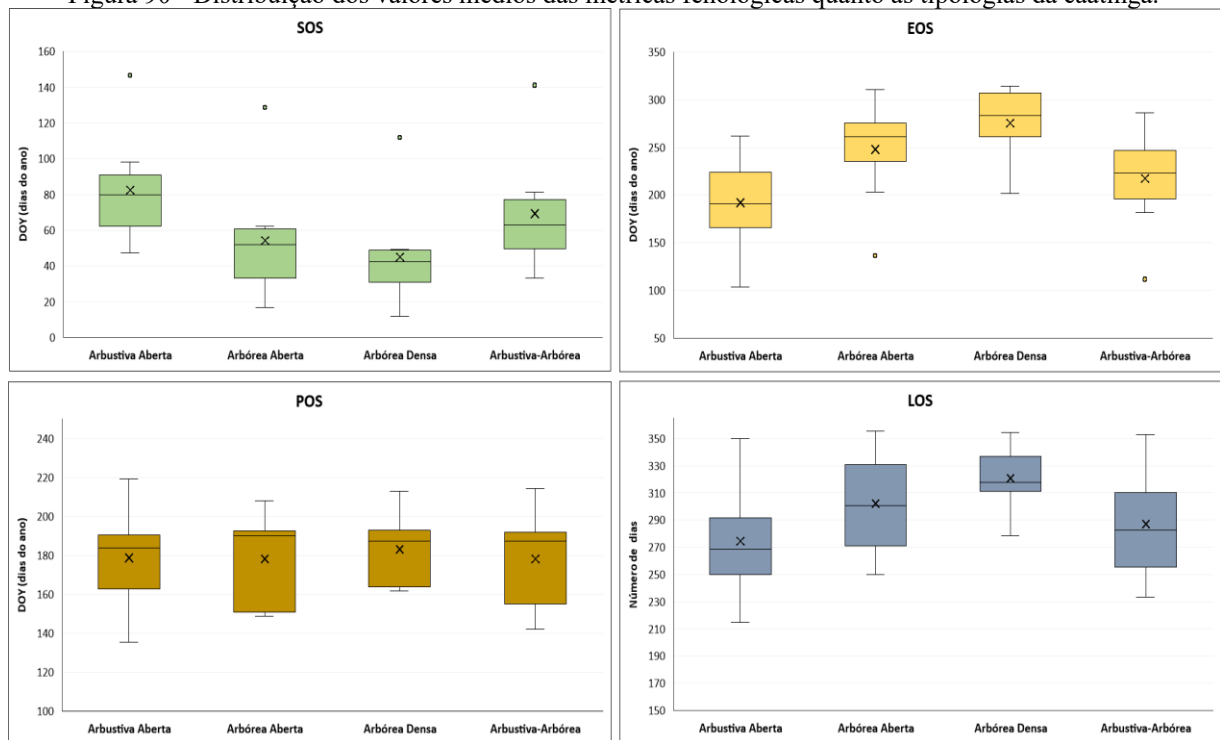 Figura 90 - Distribuição dos valores médios das métricas fenológicas quanto às tipologias da caatinga.
SOS
160
140
120
100
80
60
40
20
0
DOY (dias do ano)
Arbustiva Aberta Arbórea Aberta Arbórea Densa Arbustiva-Arbórea
EOS
350
300
250
200
150
100
50
DOY (dias do ano)
Arbustiva Aberta Arbórea Aberta Arbórea Densa Arbustiva-Arbórea
POS
240
220
200
180
160
140
120
100
DOY (dias do ano)
Arbustiva Aberta Arbórea Aberta Arbórea Densa Arbustiva-Arbórea
LOS
350
330
310
290
270
250
230
210
190
170
150
Número de dias
Arbustiva Aberta Arbórea Aberta Arbórea Densa Arbustiva-Arbórea